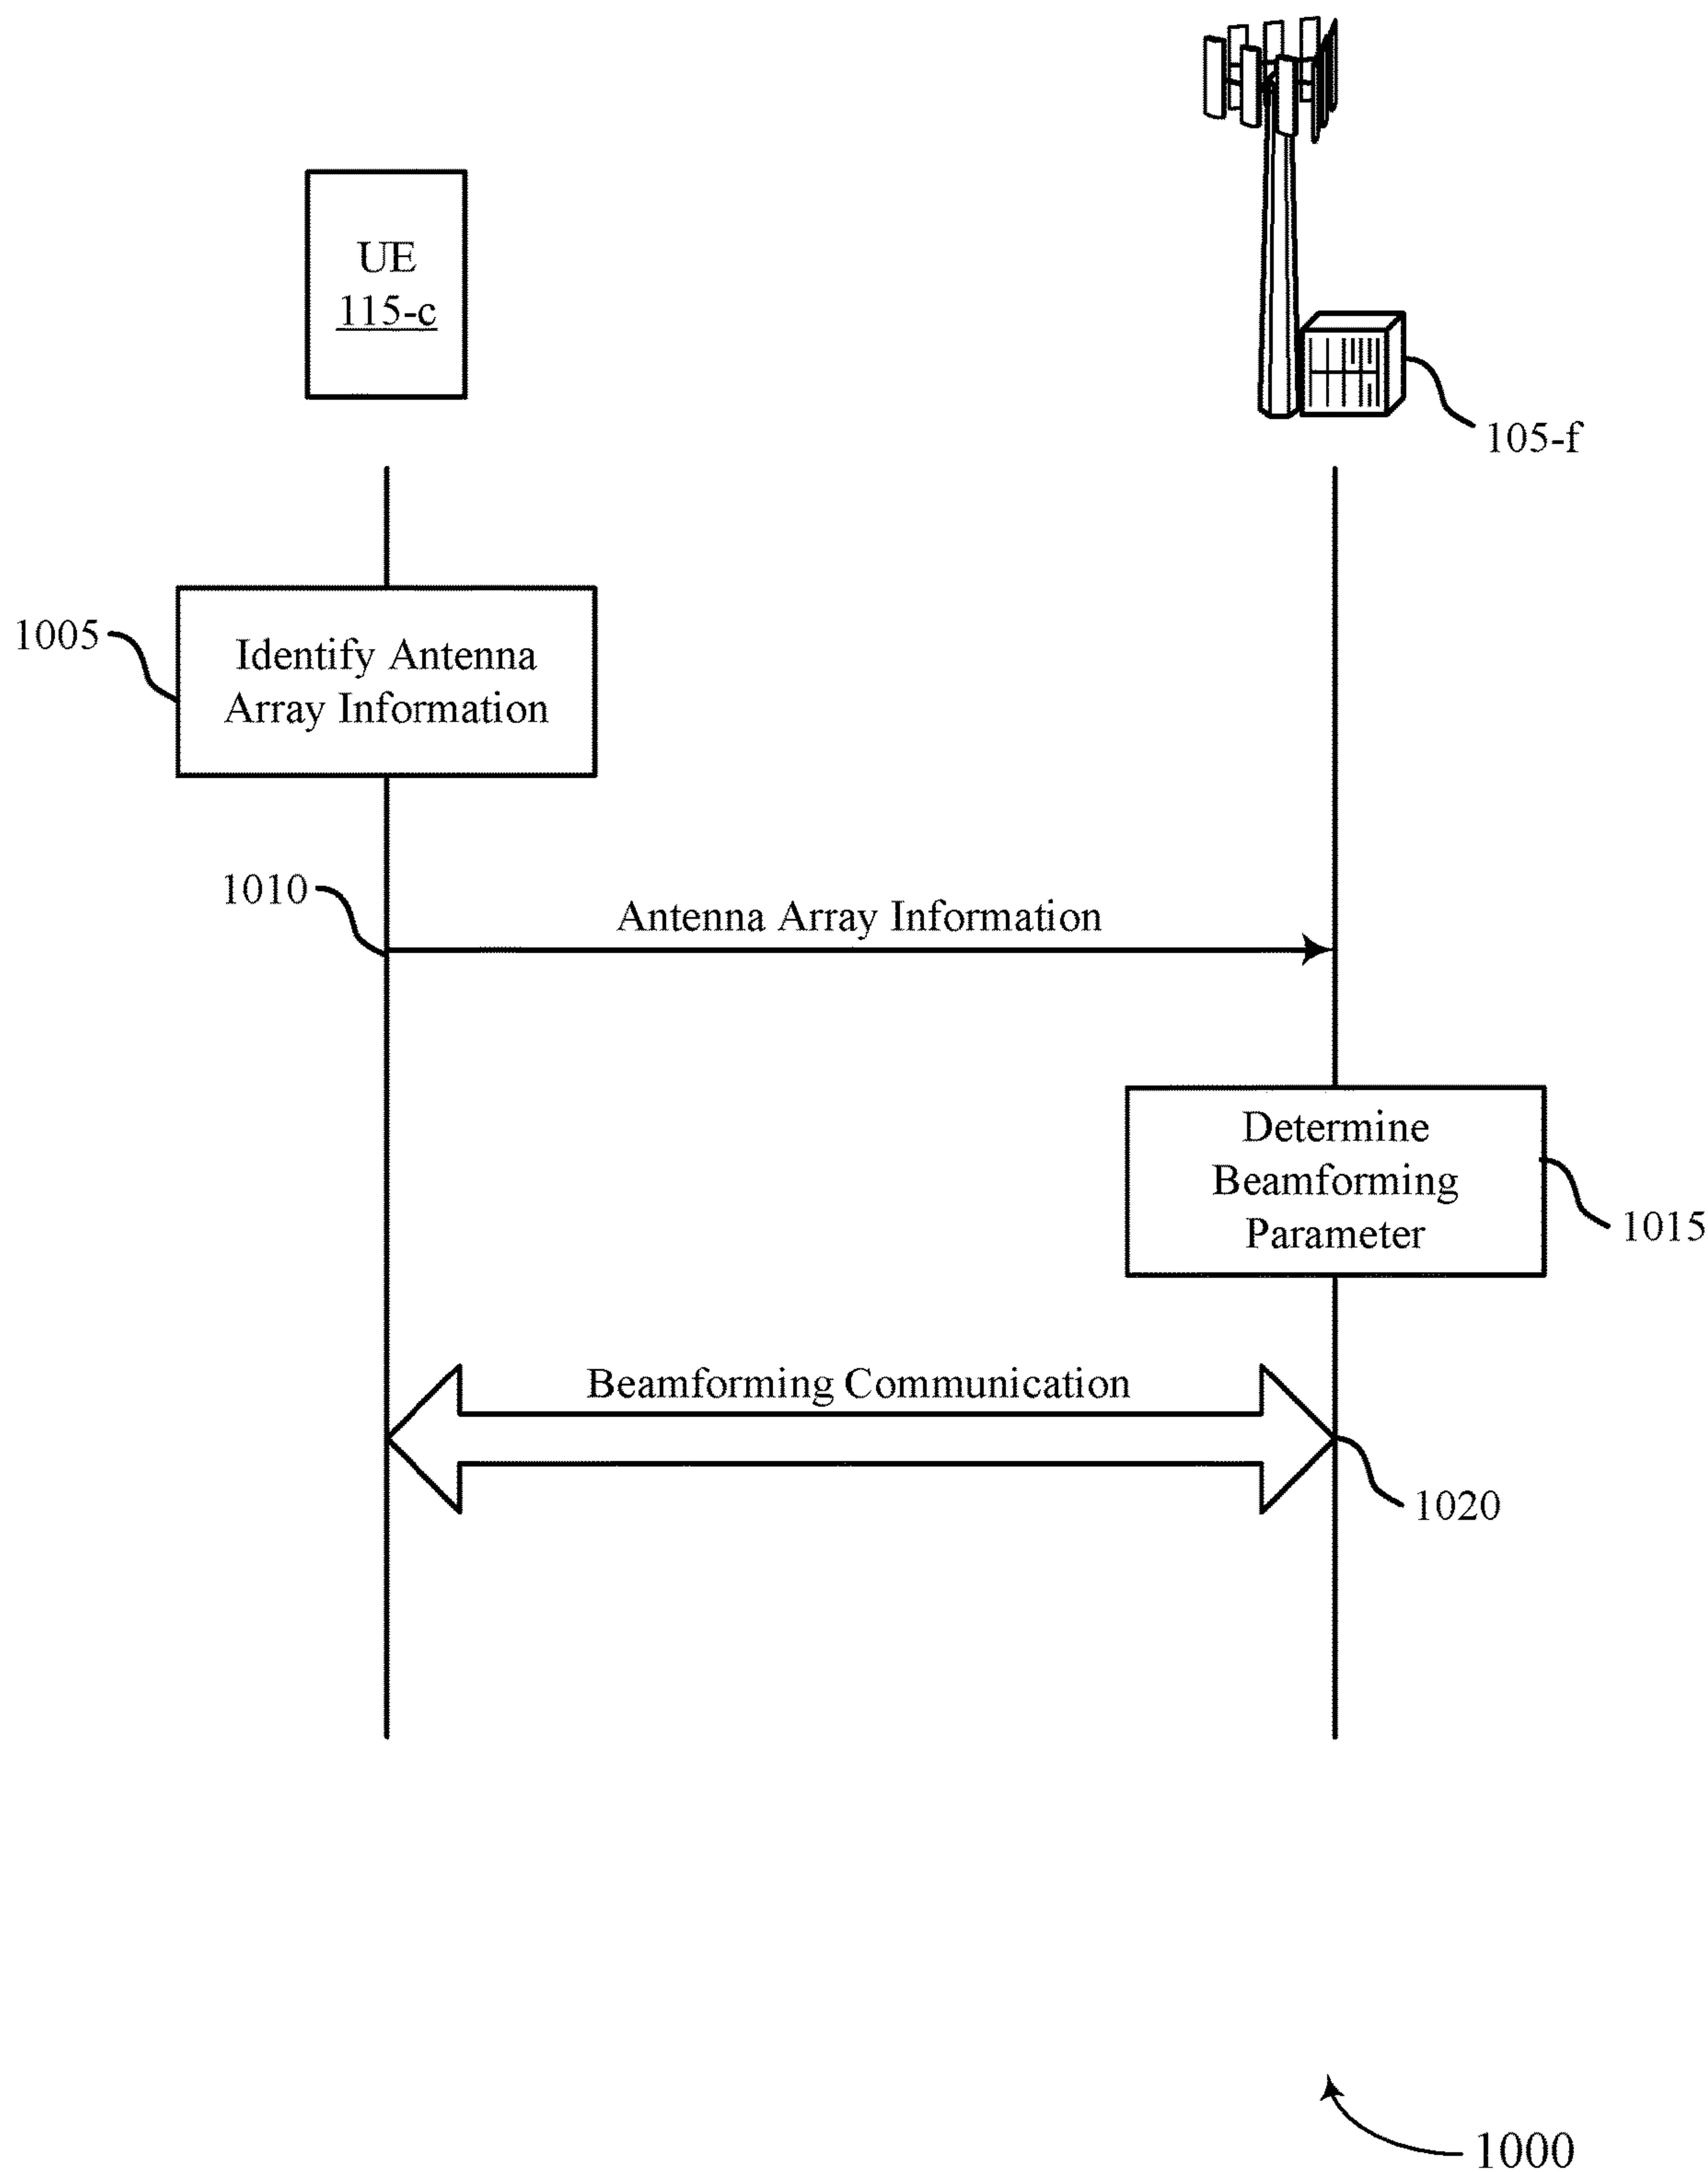 UE
115-c
105-f
1005
Identify Antenna
Array Information
1010
Antenna Array Information
Determine
Beamforming
Parameter
1015
Beamforming Communication
1020
1000